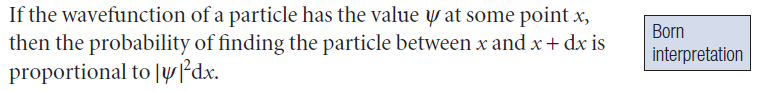 If the wavefunction of a particle has the value ψ at some point x,
then the probability of finding the particle between x and x + dx is
proportional to |ψ|²dx.
Born
interpretation